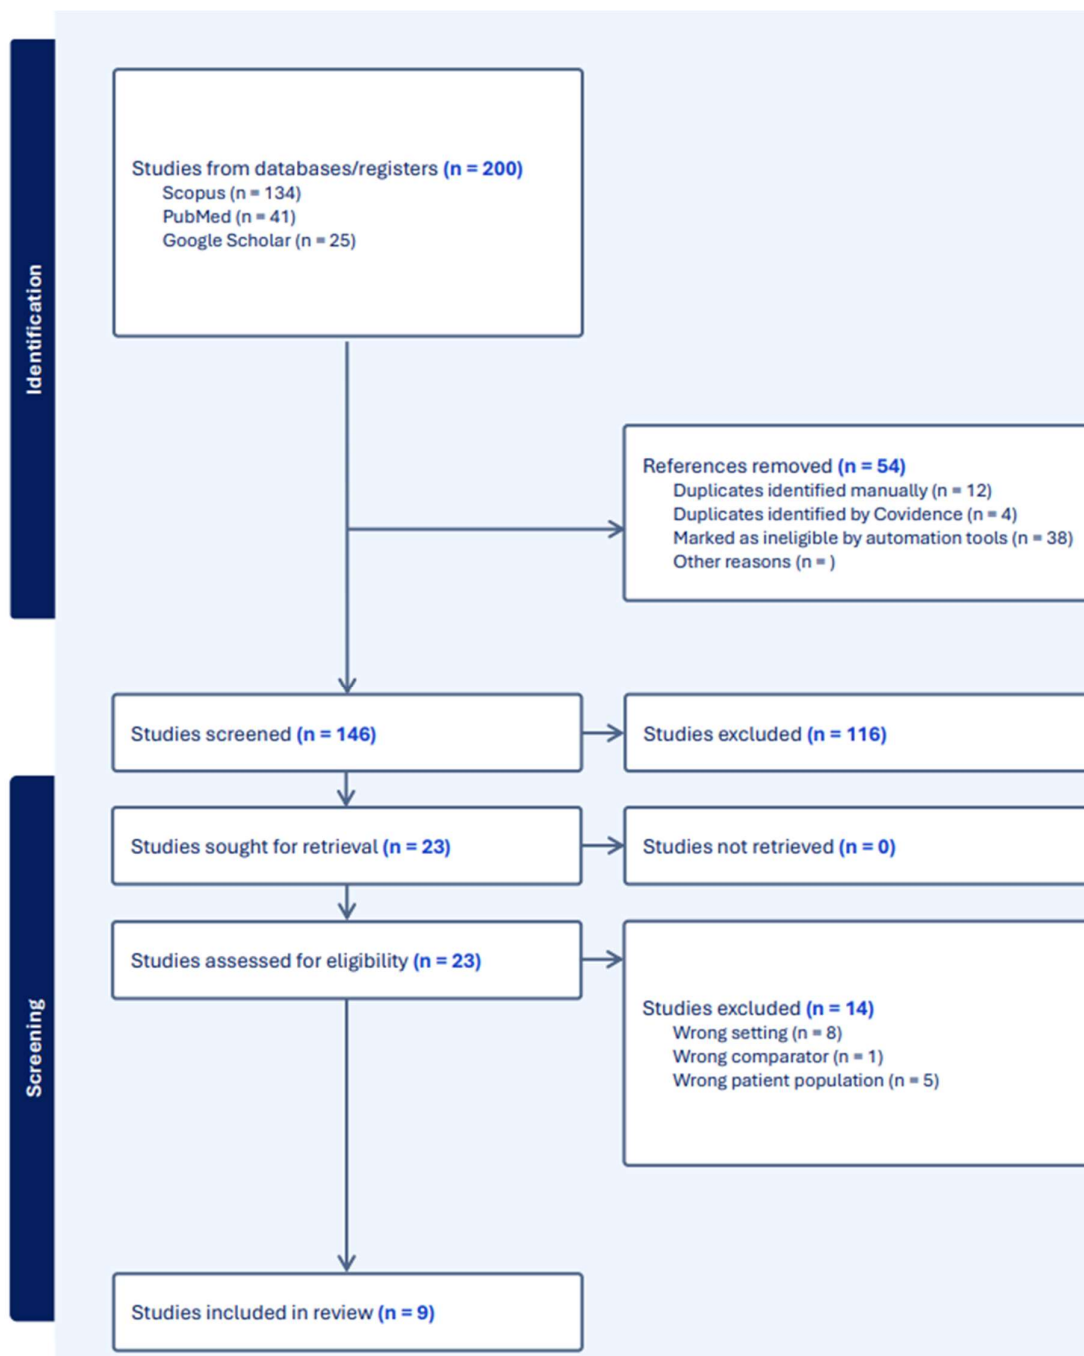 Identification
Studies from databases/registers (n = 200)
Scopus (n = 134)
PubMed (n = 41)
Google Scholar (n = 25)
References removed (n = 54)
Duplicates identified manually (n = 12)
Duplicates identified by Covidence (n = 4)
Marked as ineligible by automation tools (n = 38)
Other reasons (n = )
Studies screened (n = 146)
Studies excluded (n = 116)
Screening
Studies sought for retrieval (n = 23)
Studies not retrieved (n = 0)
Studies assessed for eligibility (n = 23)
Studies excluded (n = 14)
Wrong setting (n = 8)
Wrong comparator (n = 1)
Wrong patient population (n = 5)
Studies included in review (n = 9)